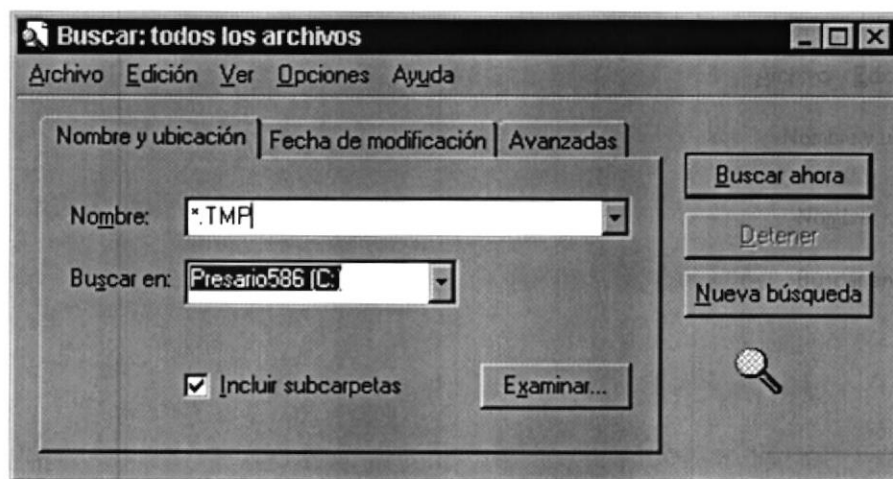 Buscar: todos los archivos
Archivo Edición Ver Opciones Ayuda
Nombre y ubicación Fecha de modificación Avanzadas
Nombre: *.TMP
Buscar en: Presario586 (C:)
Incluir subcarpetas Examinar...
Buscar ahora
Detener
Nueva búsqueda